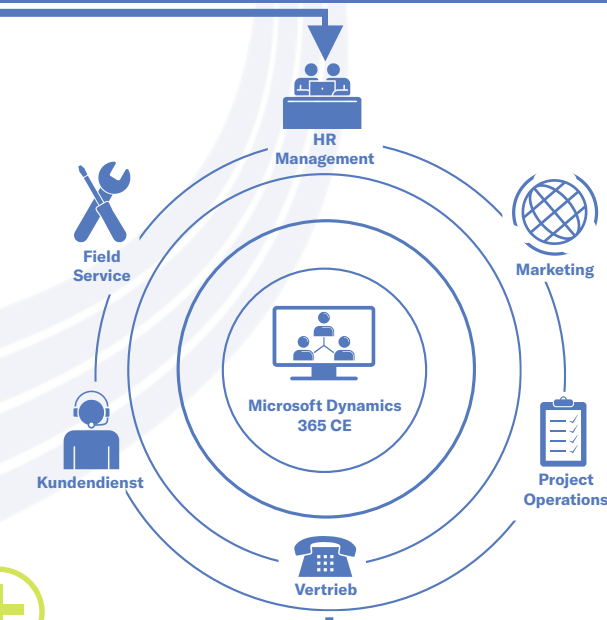 HR
Management
Field
Service
Marketing
Microsoft Dynamics
365 CE
Kundendienst
Project
Operations
Vertrieb